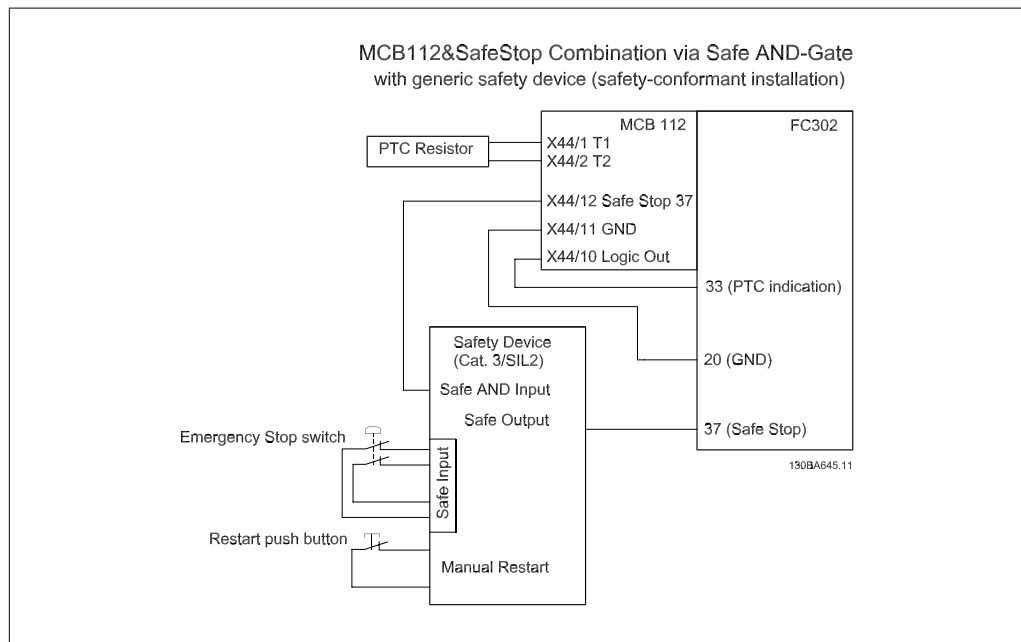 MCB112&SafeStop Combination via Safe AND-Gate
with generic safety device (safety-conformant installation)
MCB 112
FC302
PTC Resistor
X44/1 T1
X44/2 T2
X44/12 Safe Stop 37
X44/11 GND
X44/10 Logic Out
33 (PTC indication)
Safety Device
(Cat. 3/SIL2)
20 (GND)
Safe AND Input
Safe Output
37 (Safe Stop)
Emergency Stop switch
Safe Input
130BA645.11
Restart push button
Manual Restart